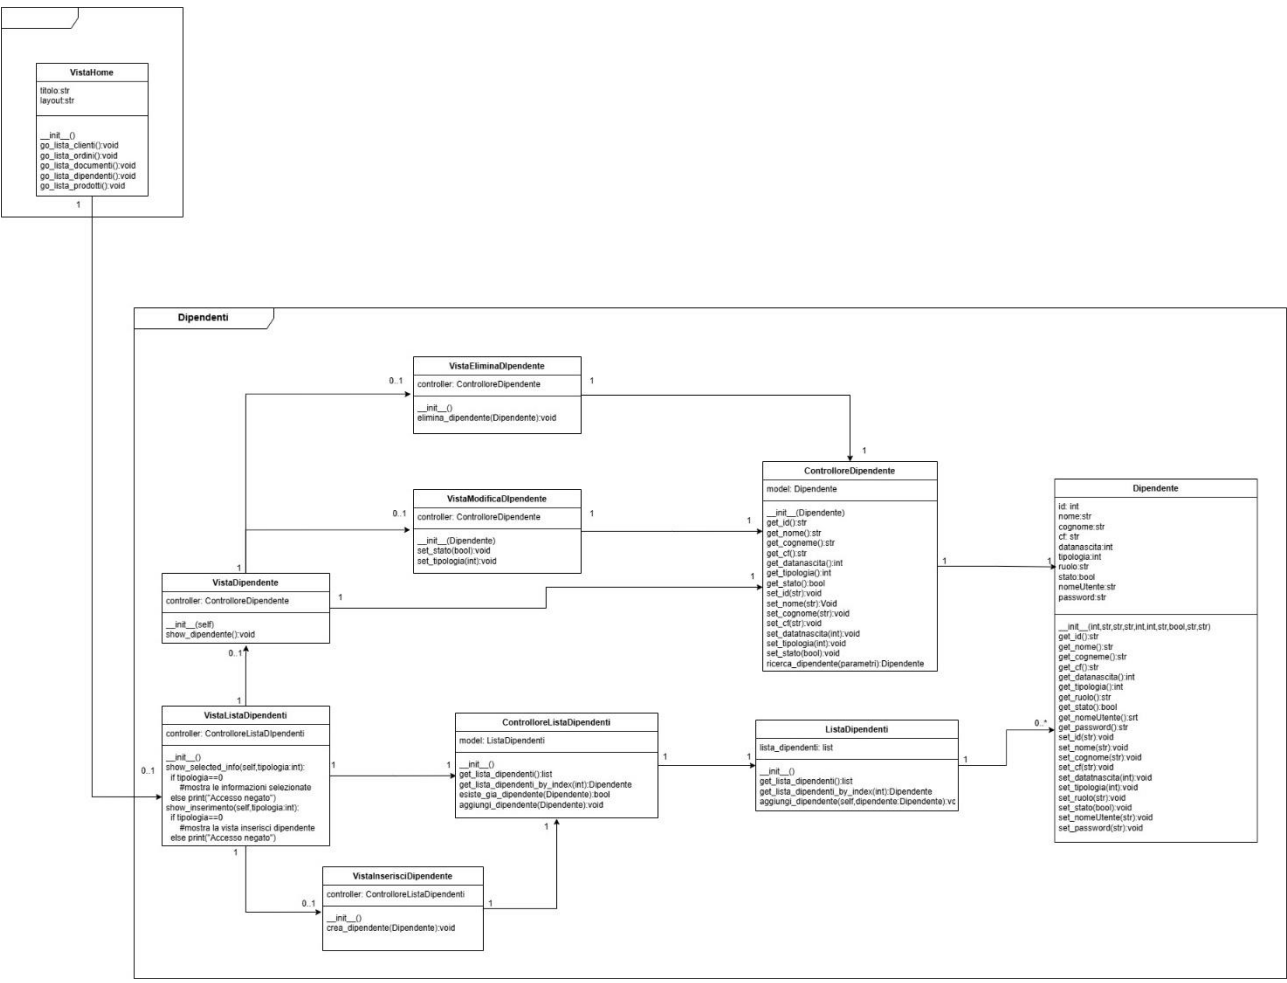 VistaHome
titolo:str
layout:str
__init__()
go_lista_clienti():void
go_lista_ordini():void
go_lista_documenti():void
go_lista_dipendenti():void
go_lista_prodotti():void
1
Dipendenti
VistaEliminaDIpendente
controller: ControlloreDipendente
__init__()
elimina_dipendente(Dipendente):void
0..1
1
1
VistaModificaDIpendente
controller: ControlloreDipendente
__init__(Dipendente)
set_stato(bool):void
set_tipologia(int):void
0..1
1
1
ControlloreDipendente
model: Dipendente
__init__(Dipendente)
get_id():str
get_nome():str
get_cogneme():str
get_cf():str
get_datanascita():int
get_tipologia():int
get_stato():bool
set_id(str):void
set_nome(str):Void
set_cognome(str):void
set_cf(str):void
set_datatnascita(int):void
set_tipologia(int):void
set_stato(bool):void
ricerca_dipendente(parametri):Dipendente
1
1
Dipendente
id: int
nome:str
cognome:str
cf: str
datanascita:int
tipologia:int
ruolo:str
stato:bool
nomeUtente:str
password:str
__init__(int,str,str,str,int,int,str,bool,str,str)
get_id():str
get_nome():str
get_cogneme():str
get_cf():str
get_datanascita():int
get_tipologia():int
get_ruolo():str
get_stato():bool
get_nomeUtente():srt
get_password():str
set_id(str):void
set_nome(str):void
set_cognome(str):void
set_cf(str):void
set_datatnascita(int):void
set_tipologia(int):void
set_ruolo(str):void
set_stato(bool):void
set_nomeUtente(str):void
set_password(str):void
1
VistaDipendente
controller: ControlloreDipendente
__init__(self)
show_dipendente():void
1
1
0..1
1
VistaListaDipendenti
controller: ControlloreListaDIpendenti
__init__()
show_selected_info(self,tipologia:int):
if tipologia==0
#mostra le informazioni selezionate
else print("Accesso negato")
show_inserimento(self,tipologia:int):
if tipologia==0
#mostra la vista inserisci dipendente
else print("Accesso negato")
0..1
1
1
1
ControlloreListaDipendenti
model: ListaDipendenti
__init__()
get_lista_dipendenti():list
get_lista_dipendenti_by_index(int):Dipendente
esiste_gia_dipendente(Dipendente):bool
aggiungi_dipendente(Dipendente):void
1
1
ListaDipendenti
lista_dipendenti: list
__init__()
get_lista_dipendenti():list
get_lista_dipendenti_by_index(int):Dipendente
aggiungi_dipendente(self,dipendente:Dipendente):vc
1
0..*
VistaInserisciDipendente
controller: ControlloreListaDipendenti
__init__()
crea_dipendente(Dipendente):void
0..1
1
1